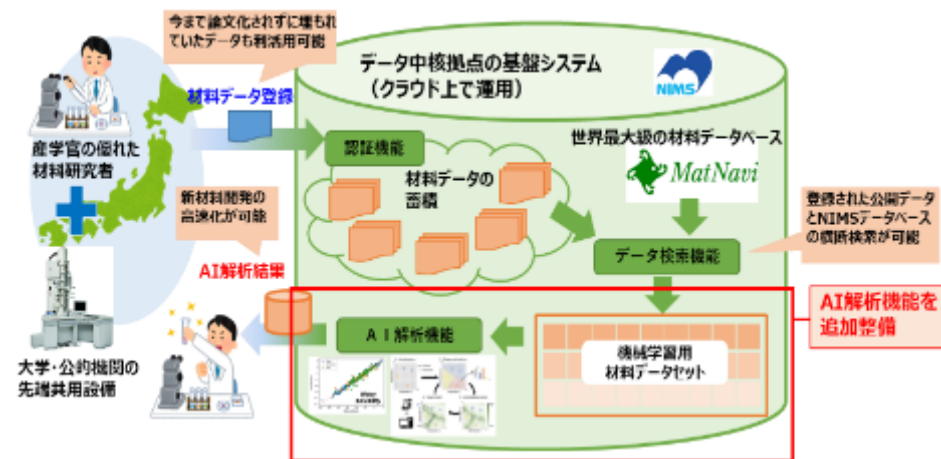 今まで論文化されずに埋もれ
ていたデータも利活用可能
データ中核拠点の基盤システム
（クラウド上で運用）
NIMS
材料データ登録
産学官の優れた
材料研究者
認証機能
世界最大級の材料データベース
MatNavi
材料データの
蓄積
新材料開発の
高速化が可能
登録された公開データ
とNIMSデータベース
の横断検索が可能
データ検索機能
AI解析結果
AI解析機能を
追加整備
ＡＩ解析機能
機械学習用
材料データセット
大学・公的機関の
先端共用設備